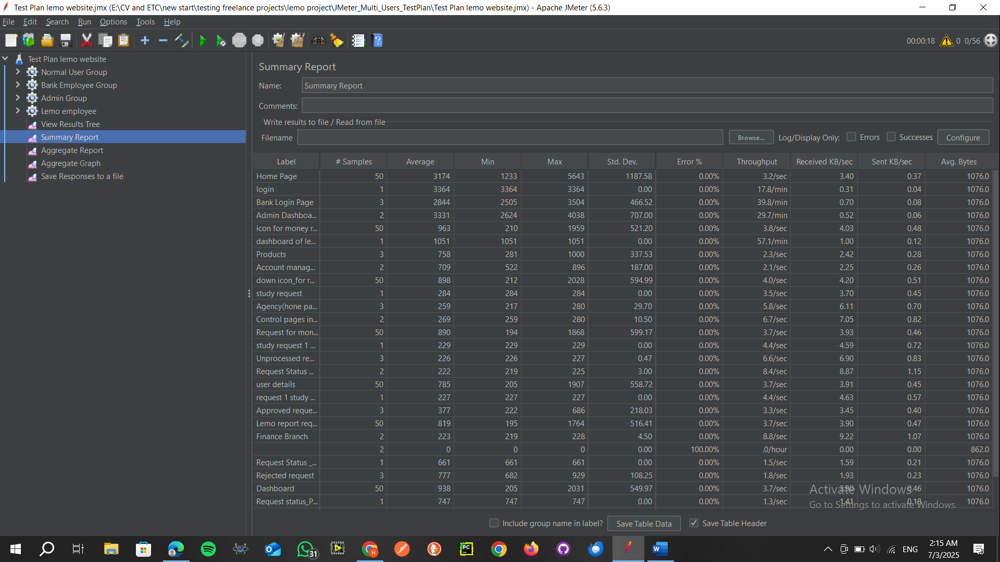 Test Plan lemo website.jmx (E:\CV and ETC\new start\testing freelance projects\lemo project\JMeter_Multi_Users_TestPlan\Test Plan lemo website.jmx) - Apache JMeter (5.6.3)
File Edit Search Run Options Tools Help
00:00:18 0 0/56
Test Plan lemo website
Normal User Group
Bank Employee Group
Admin Group
Lemo employee
View Results Tree
Summary Report
Aggregate Report
Aggregate Graph
Save Responses to a file
Summary Report
Name: Summary Report
Comments:
Write results to file / Read from file
Filename Browse... Log/Display Only: Errors Successes Configure
Label # Samples Average Min Max Std. Dev. Error % Throughput Received KB/sec Sent KB/sec Avg. Bytes
Home Page 50 3174 1233 5643 1187.58 0.00% 3.2/sec 3.40 0.37 1076.0
login 1 3364 3364 3364 0.00 0.00% 17.8/min 0.31 0.04 1076.0
Bank Login Page 3 2844 2505 3504 466.52 0.00% 39.8/min 0.70 0.08 1076.0
Admin Dashboa... 2 3331 2624 4038 707.00 0.00% 29.7/min 0.52 0.06 1076.0
icon for money r... 50 963 210 1959 521.20 0.00% 3.8/sec 4.03 0.48 1076.0
dashboard of le... 1 1051 1051 1051 0.00 0.00% 57.1/min 1.00 0.12 1076.0
Products 3 758 281 1000 337.53 0.00% 2.3/sec 2.42 0.28 1076.0
Account manag... 2 709 522 896 187.00 0.00% 2.1/sec 2.25 0.26 1076.0
down icon_for r... 50 898 212 2028 594.99 0.00% 4.0/sec 4.20 0.51 1076.0
study request 1 284 284 284 0.00 0.00% 3.5/sec 3.70 0.45 1076.0
Agency(hone pa... 3 259 217 280 29.70 0.00% 5.8/sec 6.11 0.70 1076.0
Control pages in... 2 269 259 280 10.50 0.00% 6.7/sec 7.05 0.82 1076.0
Request for mon... 50 890 194 1868 599.17 0.00% 3.7/sec 3.93 0.46 1076.0
study request 1 ... 1 229 229 229 0.00 0.00% 4.4/sec 4.59 0.72 1076.0
Unprocessed re... 3 226 226 227 0.47 0.00% 6.6/sec 6.90 0.83 1076.0
Request Status ... 2 222 219 225 3.00 0.00% 8.4/sec 8.87 1.15 1076.0
user details 50 785 205 1907 558.72 0.00% 3.7/sec 3.91 0.45 1076.0
request 1 study ... 1 227 227 227 0.00 0.00% 4.4/sec 4.63 0.57 1076.0
Approved reque... 3 377 222 686 218.03 0.00% 3.3/sec 3.45 0.40 1076.0
Lemo report req... 50 819 195 1764 516.41 0.00% 3.7/sec 3.90 0.47 1076.0
Finance Branch 2 223 219 228 4.50 0.00% 8.8/sec 9.22 1.07 1076.0
2 0 0 0 0.00 100.00% .0/hour 0.00 0.00 862.0
Request Status _... 1 661 661 661 0.00 0.00% 1.5/sec 1.59 0.21 1076.0
Rejected request 3 777 682 929 108.25 0.00% 1.8/sec 1.93 0.23 1076.0
Dashboard 50 938 205 2031 549.97 0.00% 3.7/sec 3.90 0.46 1076.0
Request status_P... 1 747 747 747 0.00 0.00% 1.3/sec 1.41 0.18 1076.0
Activate Windows
Go to Settings to activate Windows.
Include group name in label? Save Table Data Save Table Header
31
ENG
2:15 AM
7/3/2025